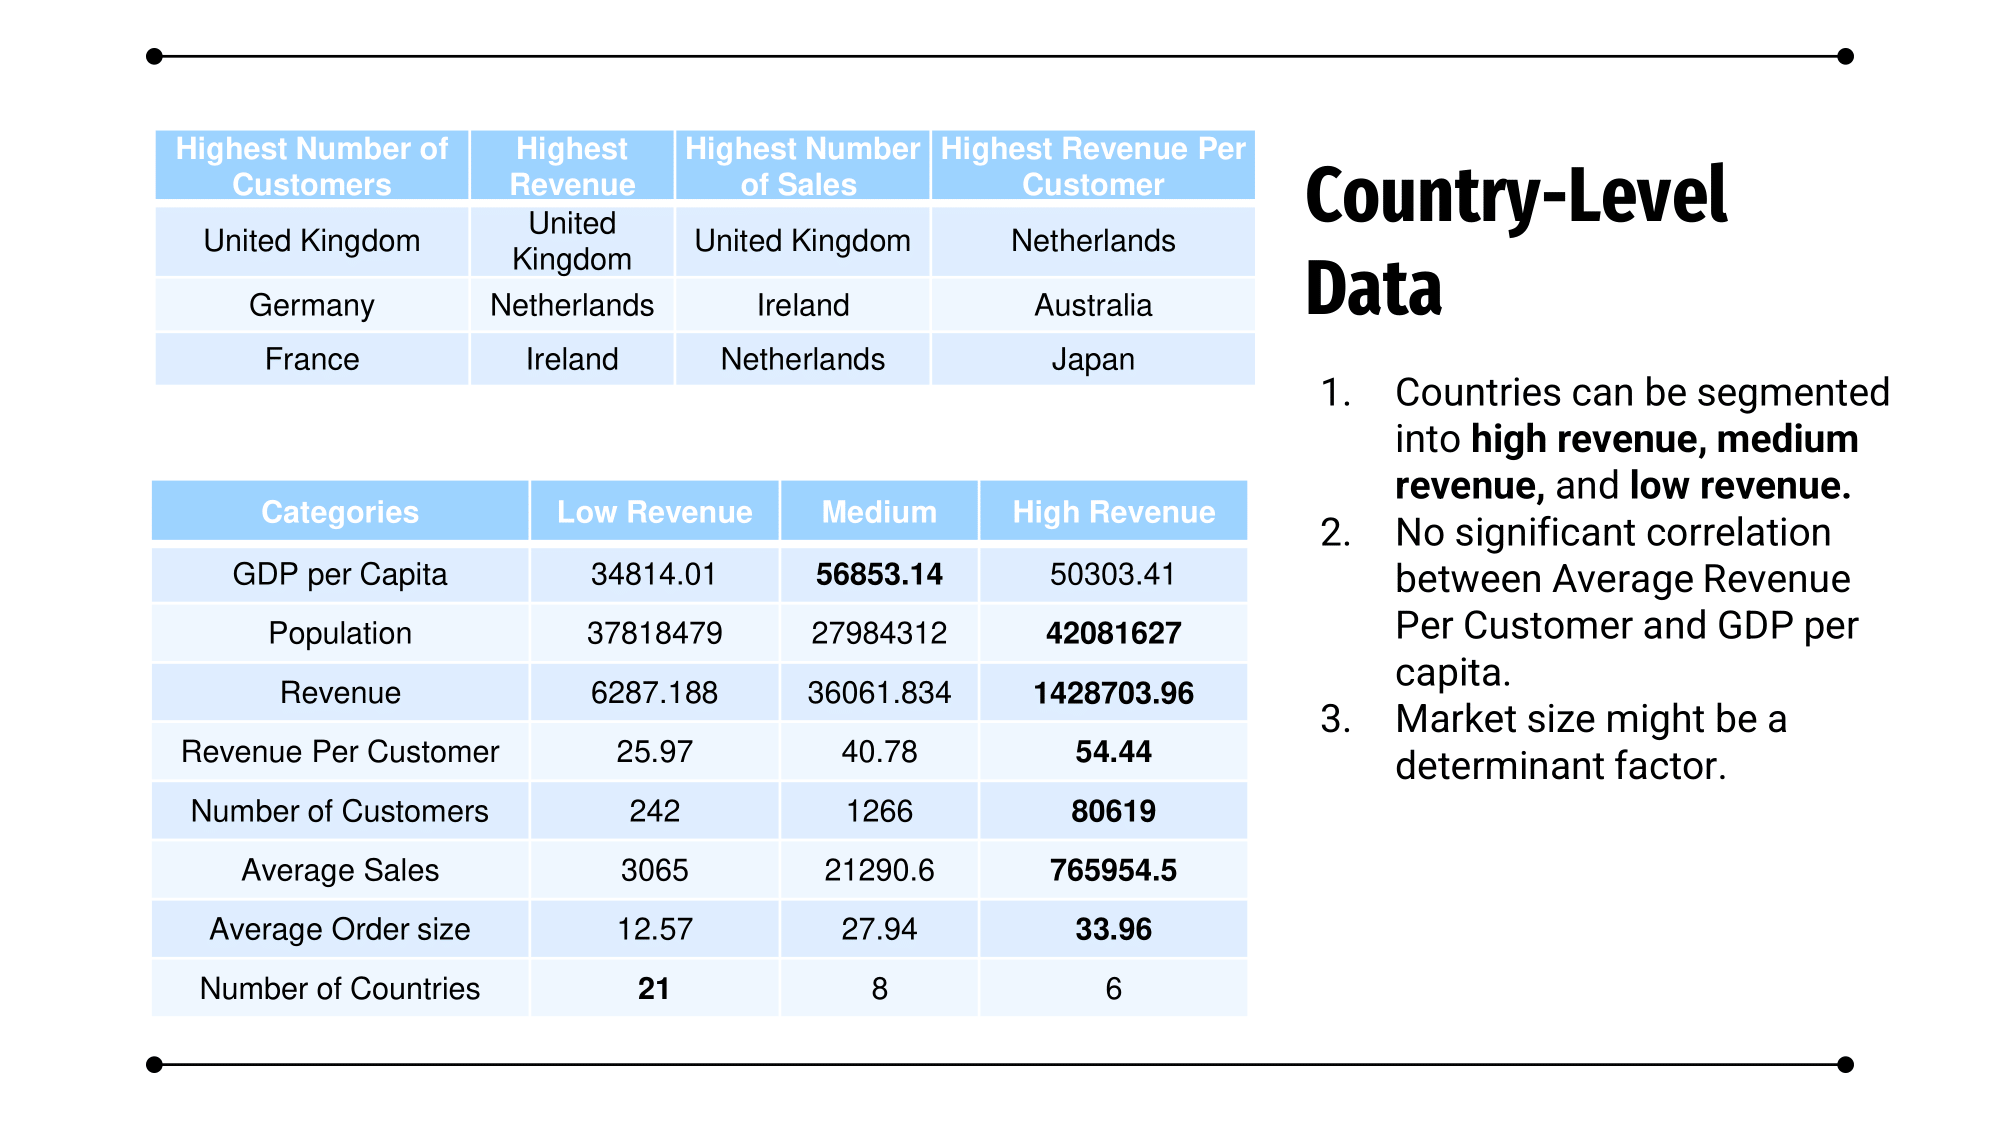 Highest Number of Customers | Highest Revenue | Highest Number of Sales | Highest Revenue Per Customer
United Kingdom | United Kingdom | United Kingdom | Netherlands
Germany | Netherlands | Ireland | Australia
France | Ireland | Netherlands | Japan
Categories | Low Revenue | Medium | High Revenue
GDP per Capita | 34814.01 | 56853.14 | 50303.41
Population | 37818479 | 27984312 | 42081627
Revenue | 6287.188 | 36061.834 | 1428703.96
Revenue Per Customer | 25.97 | 40.78 | 54.44
Number of Customers | 242 | 1266 | 80619
Average Sales | 3065 | 21290.6 | 765954.5
Average Order size | 12.57 | 27.94 | 33.96
Number of Countries | 21 | 8 | 6
Country-Level
Data
1. Countries can be segmented
into high revenue, medium
revenue, and low revenue.
2. No significant correlation
between Average Revenue
Per Customer and GDP per
capita.
3. Market size might be a
determinant factor.